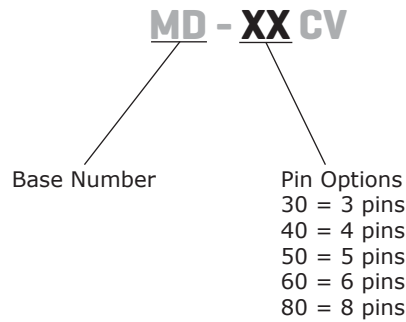 MD - XX CV
Base Number
Pin Options
30 = 3 pins
40 = 4 pins
50 = 5 pins
60 = 6 pins
80 = 8 pins